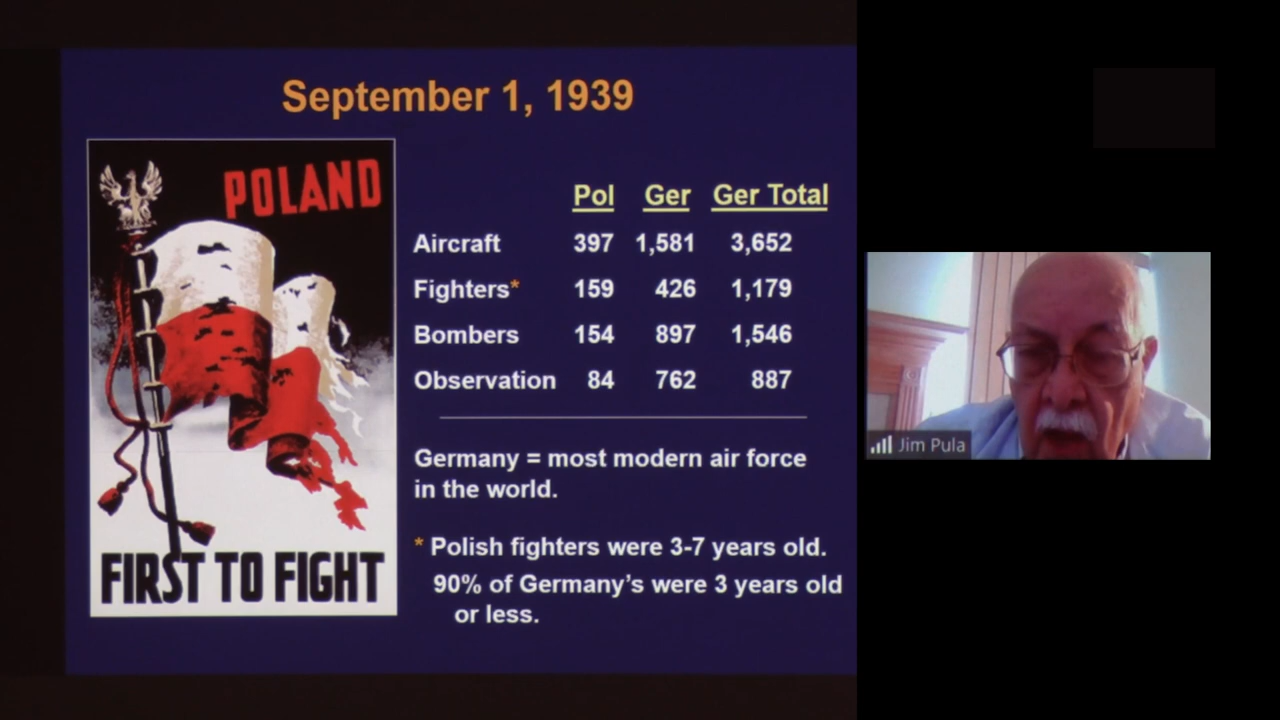 September 1, 1939
POLAND
FIRST TO FIGHT
Pol Ger Ger Total
Aircraft 397 1,581 3,652
Fighters* 159 426 1,179
Bombers 154 897 1,546
Observation 84 762 887
Germany = most modern air force
in the world.
* Polish fighters were 3-7 years old.
90% of Germany’s were 3 years old
or less.
Jim Pula